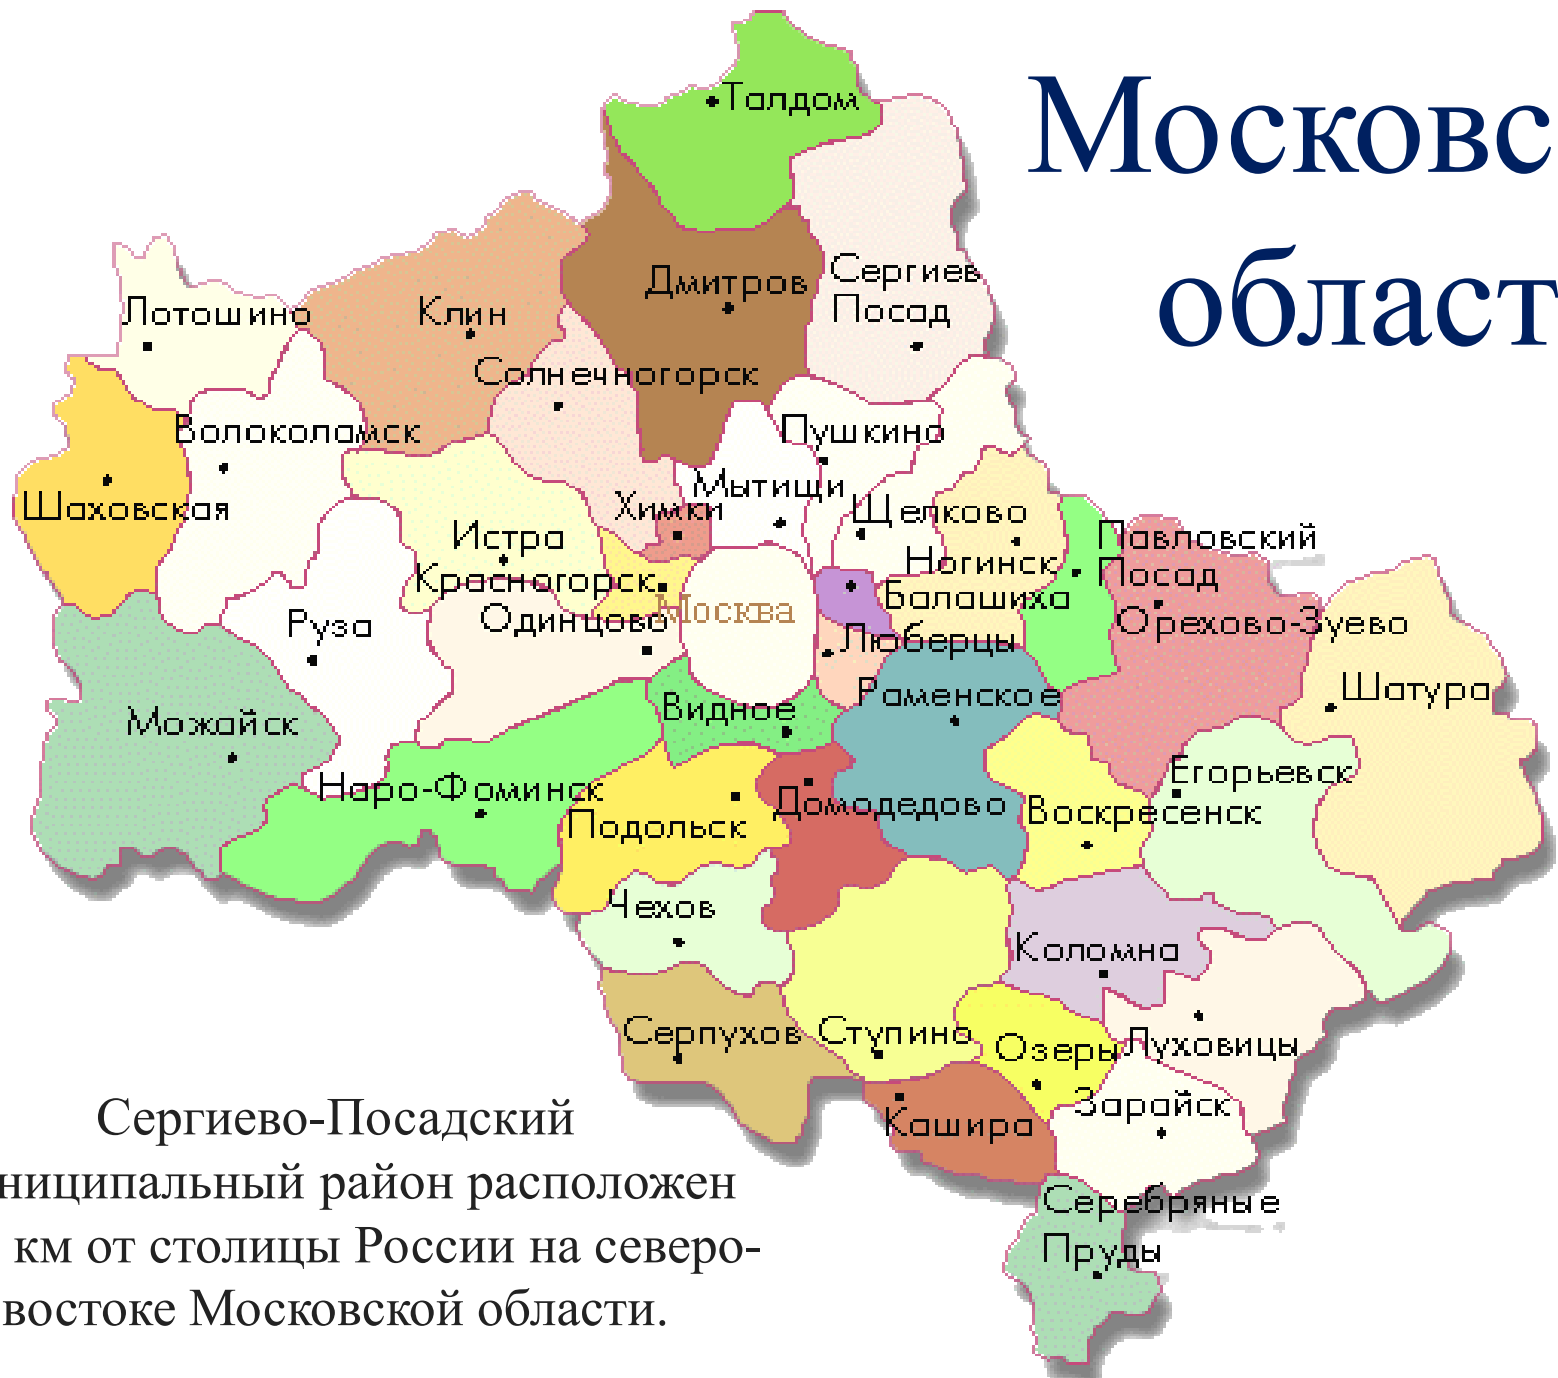 Московс
област
Талдом
Сергиев
Посад
Дмитров
Лотошино
Клин
Солнечногорск
Волоколамск
Пушкино
Мытищи
Шаховская
Химки
Щелково
Истра
Павловский
Посад
Ногинск
Красногорск
Балашиха
Москва
Руза
Одинцово
Люберцы
Орехово-Зуево
Можайск
Видное
Раменское
Шатура
Наро-Фоминск
Подольск
Домодедово
Воскресенск
Егорьевск
Чехов
Коломна
Серпухов
Ступино
Озеры
Луховицы
Зарайск
Кашира
Серебряные
Пруды
Сергиево-Посадский
ниципальный район расположен
км от столицы России на северо-
востоке Московской области.